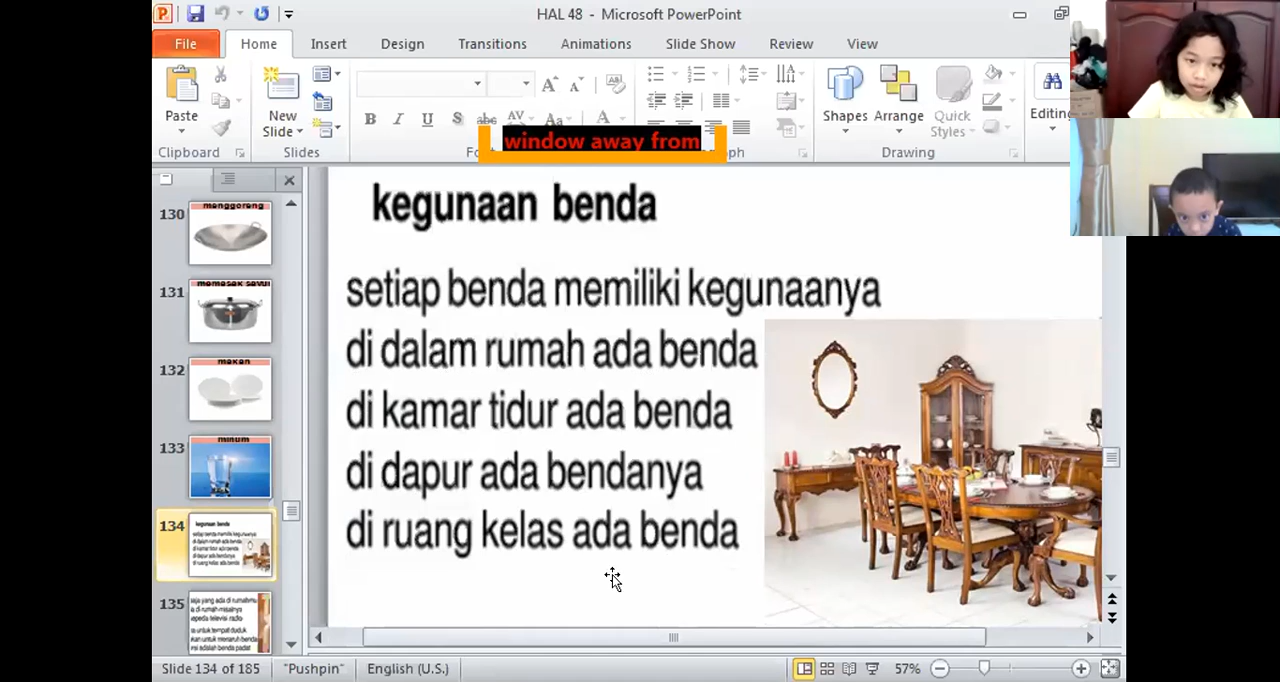 HAL 48 - Microsoft PowerPoint
File Home Insert Design Transitions Animations Slide Show Review View
Paste
New
Slide
Shapes Arrange Quick
Styles
Editing
Clipboard Slides Drawing
window away from
130 menggoreng
131 memasak sayur
132 makan
133 minum
134
135
kegunaan benda
setiap benda memiliki kegunaanya
di dalam rumah ada benda
di kamar tidur ada benda
di dapur ada bendanya
di ruang kelas ada benda
Slide 134 of 185 "Pushpin" English (U.S.) 57%